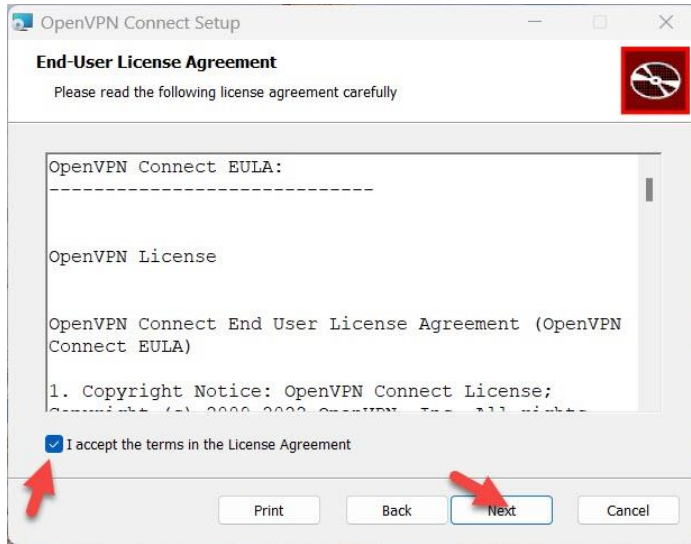 OpenVPN Connect Setup
End-User License Agreement
Please read the following license agreement carefully
OpenVPN Connect EULA:
------------------------------
OpenVPN License
OpenVPN Connect End User License Agreement (OpenVPN
Connect EULA)
1. Copyright Notice: OpenVPN Connect License;
I accept the terms in the License Agreement
Print
Back
Next
Cancel